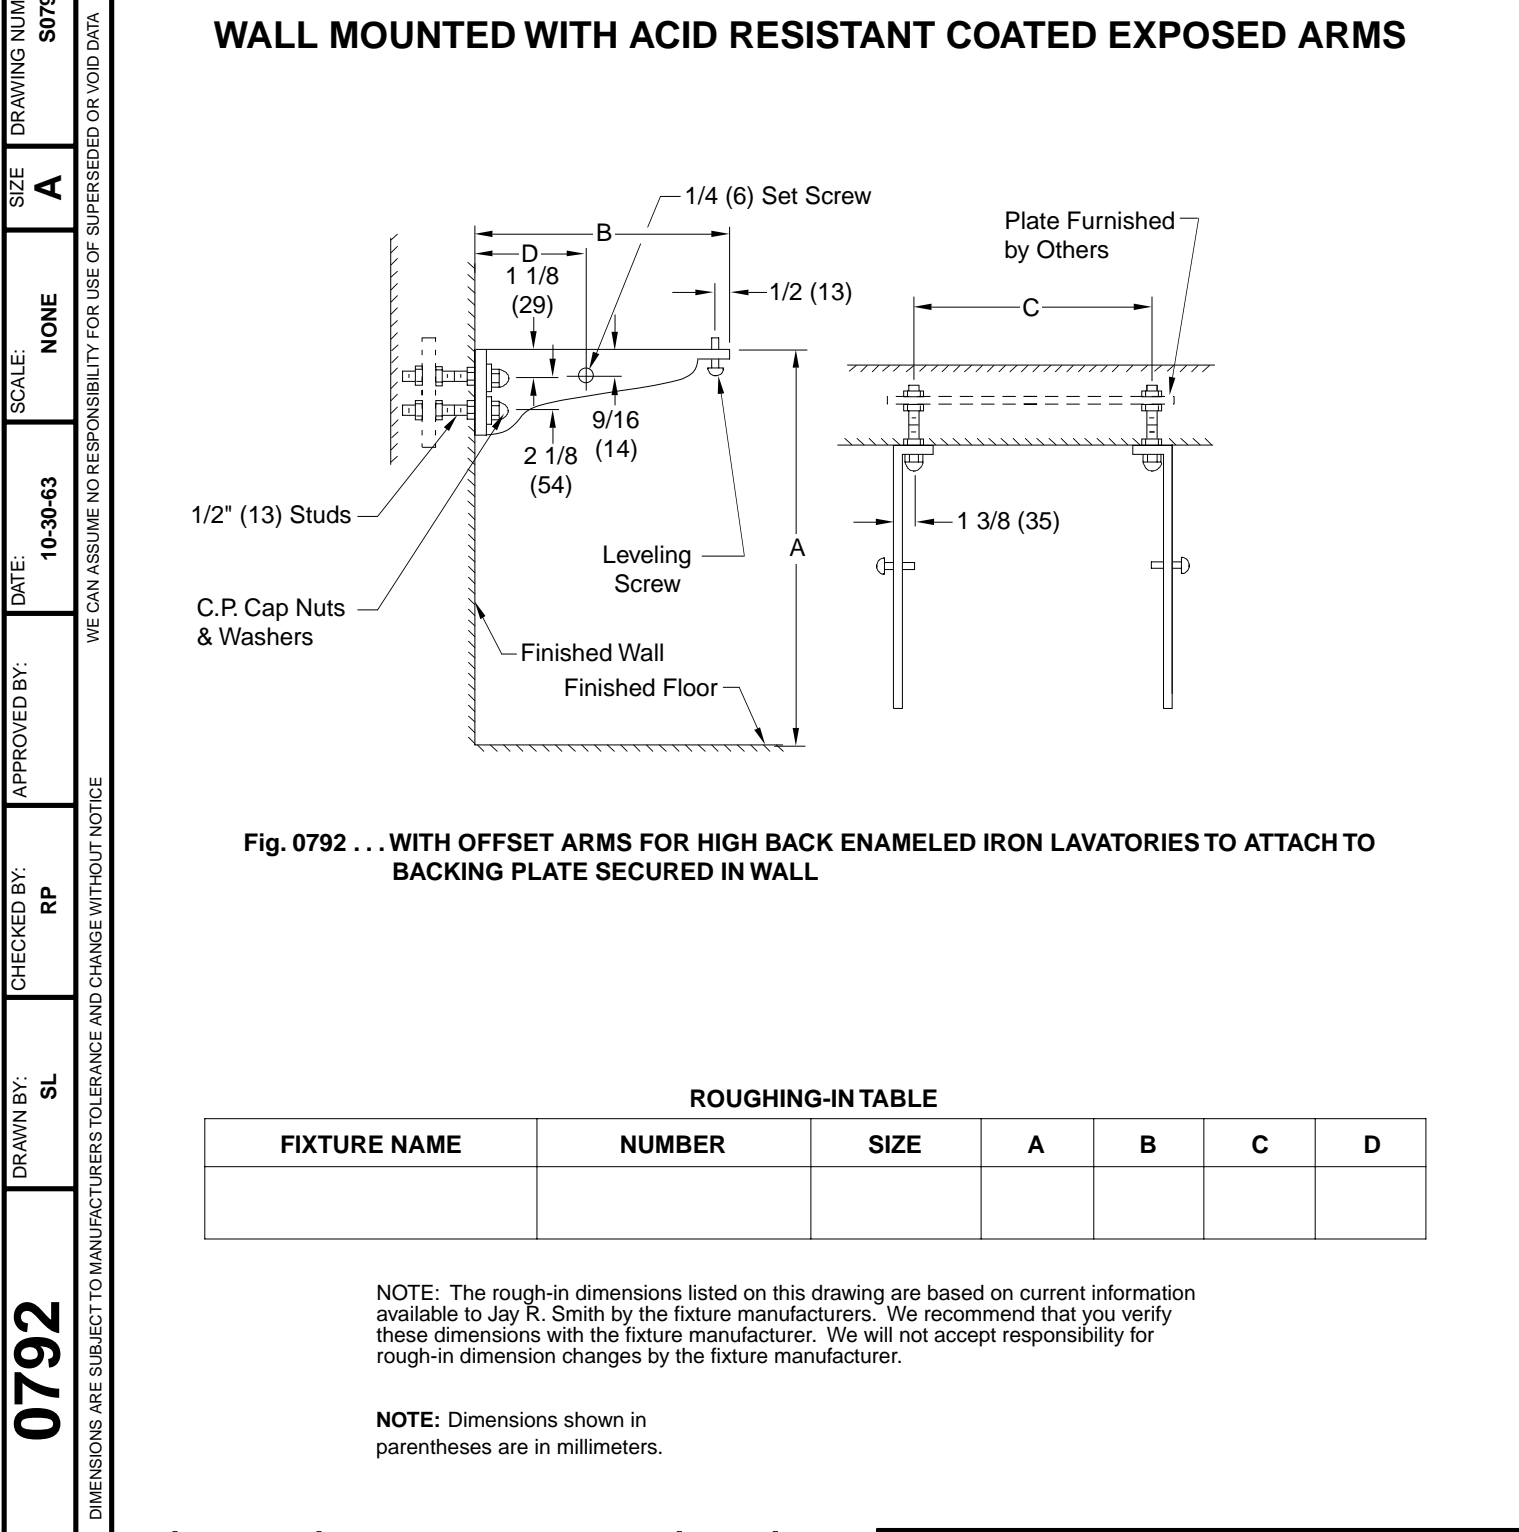 WALL MOUNTED WITH ACID RESISTANT COATED EXPOSED ARMS
1/4 (6) Set Screw
Plate Furnished
by Others
B
D
1 1/8
(29)
1/2 (13)
C
9/16
(14)
2 1/8
(54)
1/2" (13) Studs
1 3/8 (35)
A
Leveling
Screw
C.P. Cap Nuts
& Washers
Finished Wall
Finished Floor
Fig. 0792 . . . WITH OFFSET ARMS FOR HIGH BACK ENAMELED IRON LAVATORIES TO ATTACH TO
BACKING PLATE SECURED IN WALL
ROUGHING-IN TABLE
FIXTURE NAME NUMBER SIZE A B C D
NOTE: The rough-in dimensions listed on this drawing are based on current information
available to Jay R. Smith by the fixture manufacturers. We recommend that you verify
these dimensions with the fixture manufacturer. We will not accept responsibility for
rough-in dimension changes by the fixture manufacturer.
NOTE: Dimensions shown in
parentheses are in millimeters.
0792
DRAWN BY:
SL
CHECKED BY:
RP
APPROVED BY:
DATE:
10-30-63
SCALE:
NONE
SIZE
A
DRAWING
DIMENSIONS ARE SUBJECT TO MANUFACTURERS TOLERANCE AND CHANGE WITHOUT NOTICE
WE CAN ASSUME NO RESPONSIBILITY FOR USE OF SUPERSEDED OR VOID DATA